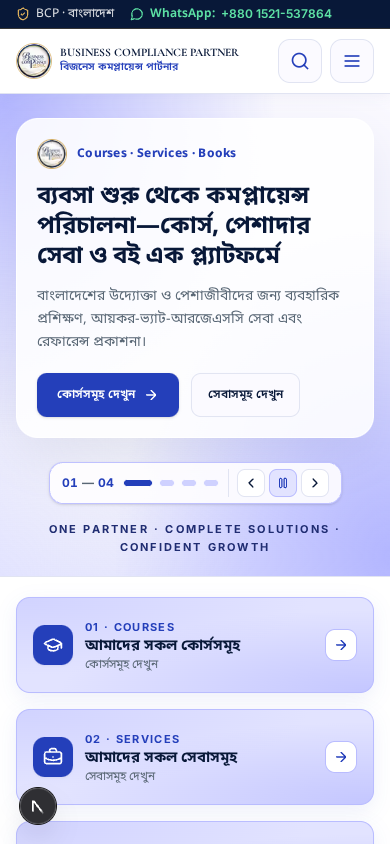 BCP · বাংলাদেশ WhatsApp: +880 1521-537864
BUSINESS COMPLIANCE PARTNER
বিজনেস কমপ্লায়েন্স পার্টনার
Courses · Services · Books
ব্যবসা শুরু থেকে কমপ্লায়েন্স
পরিচালনা—কোর্স, পেশাদার
সেবা ও বই এক প্ল্যাটফর্মে
বাংলাদেশের উদ্যোক্তা ও পেশাজীবীদের জন্য ব্যবহারিক
প্রশিক্ষণ, আয়কর-ভ্যাট-আরজেএসসি সেবা এবং
রেফারেন্স প্রকাশনা।
কোর্সসমূহ দেখুন সেবাসমূহ দেখুন
01 — 04
ONE PARTNER · COMPLETE SOLUTIONS ·
CONFIDENT GROWTH
01 · COURSES
আমাদের সকল কোর্সসমূহ
কোর্সসমূহ দেখুন
02 · SERVICES
আমাদের সকল সেবাসমূহ
সেবাসমূহ দেখুন